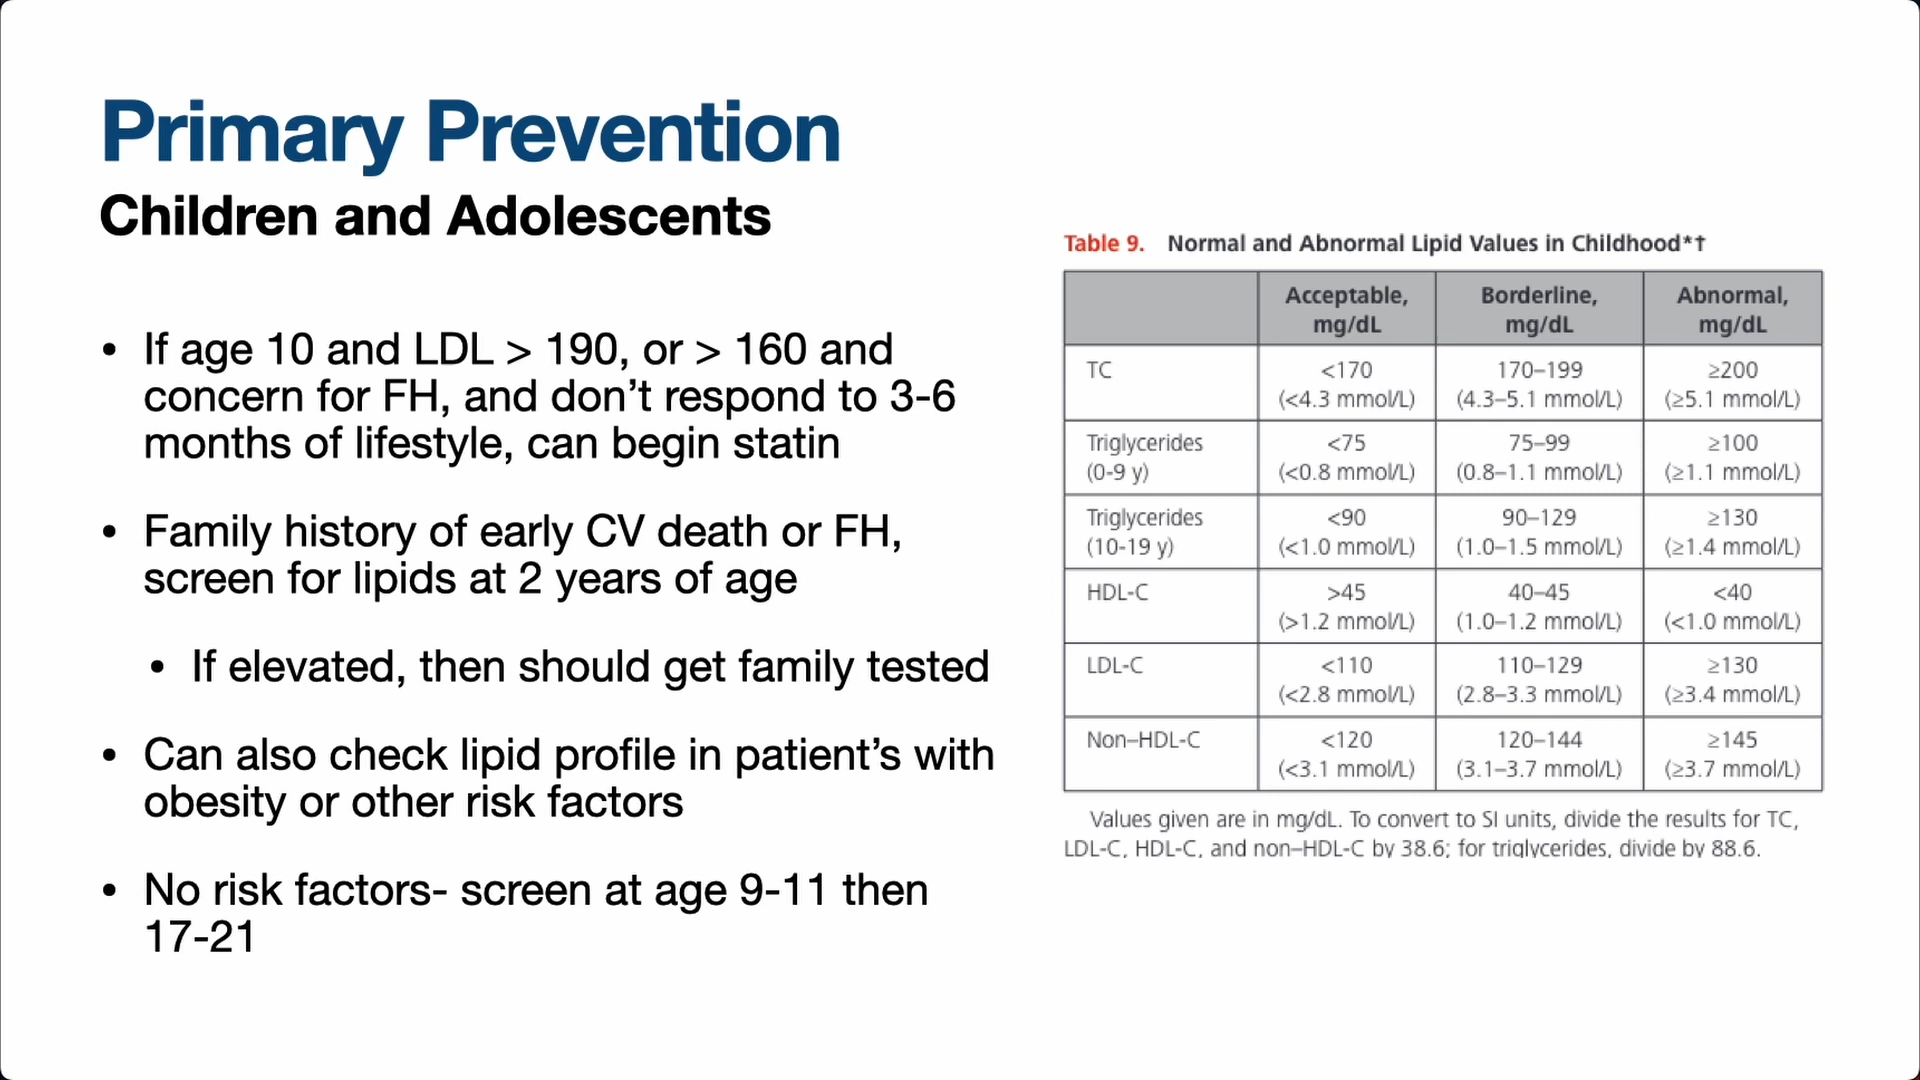 Primary Prevention
Children and Adolescents
• If age 10 and LDL > 190, or > 160 and
concern for FH, and don’t respond to 3-6
months of lifestyle, can begin statin
• Family history of early CV death or FH,
screen for lipids at 2 years of age
• If elevated, then should get family tested
• Can also check lipid profile in patient’s with
obesity or other risk factors
• No risk factors- screen at age 9-11 then
17-21
Table 9. Normal and Abnormal Lipid Values in Childhood*†
Acceptable, Borderline, Abnormal,
mg/dL mg/dL mg/dL
TC <170 170–199 ≥200
(<4.3 mmol/L) (4.3–5.1 mmol/L) (≥5.1 mmol/L)
Triglycerides <75 75–99 ≥100
(0-9 y) (<0.8 mmol/L) (0.8–1.1 mmol/L) (≥1.1 mmol/L)
Triglycerides <90 90–129 ≥130
(10-19 y) (<1.0 mmol/L) (1.0–1.5 mmol/L) (≥1.4 mmol/L)
HDL-C >45 40–45 <40
(>1.2 mmol/L) (1.0–1.2 mmol/L) (<1.0 mmol/L)
LDL-C <110 110–129 ≥130
(<2.8 mmol/L) (2.8–3.3 mmol/L) (≥3.4 mmol/L)
Non–HDL-C <120 120–144 ≥145
(<3.1 mmol/L) (3.1–3.7 mmol/L) (≥3.7 mmol/L)
Values given are in mg/dL. To convert to SI units, divide the results for TC,
LDL-C, HDL-C, and non–HDL-C by 38.6; for triglycerides, divide by 88.6.